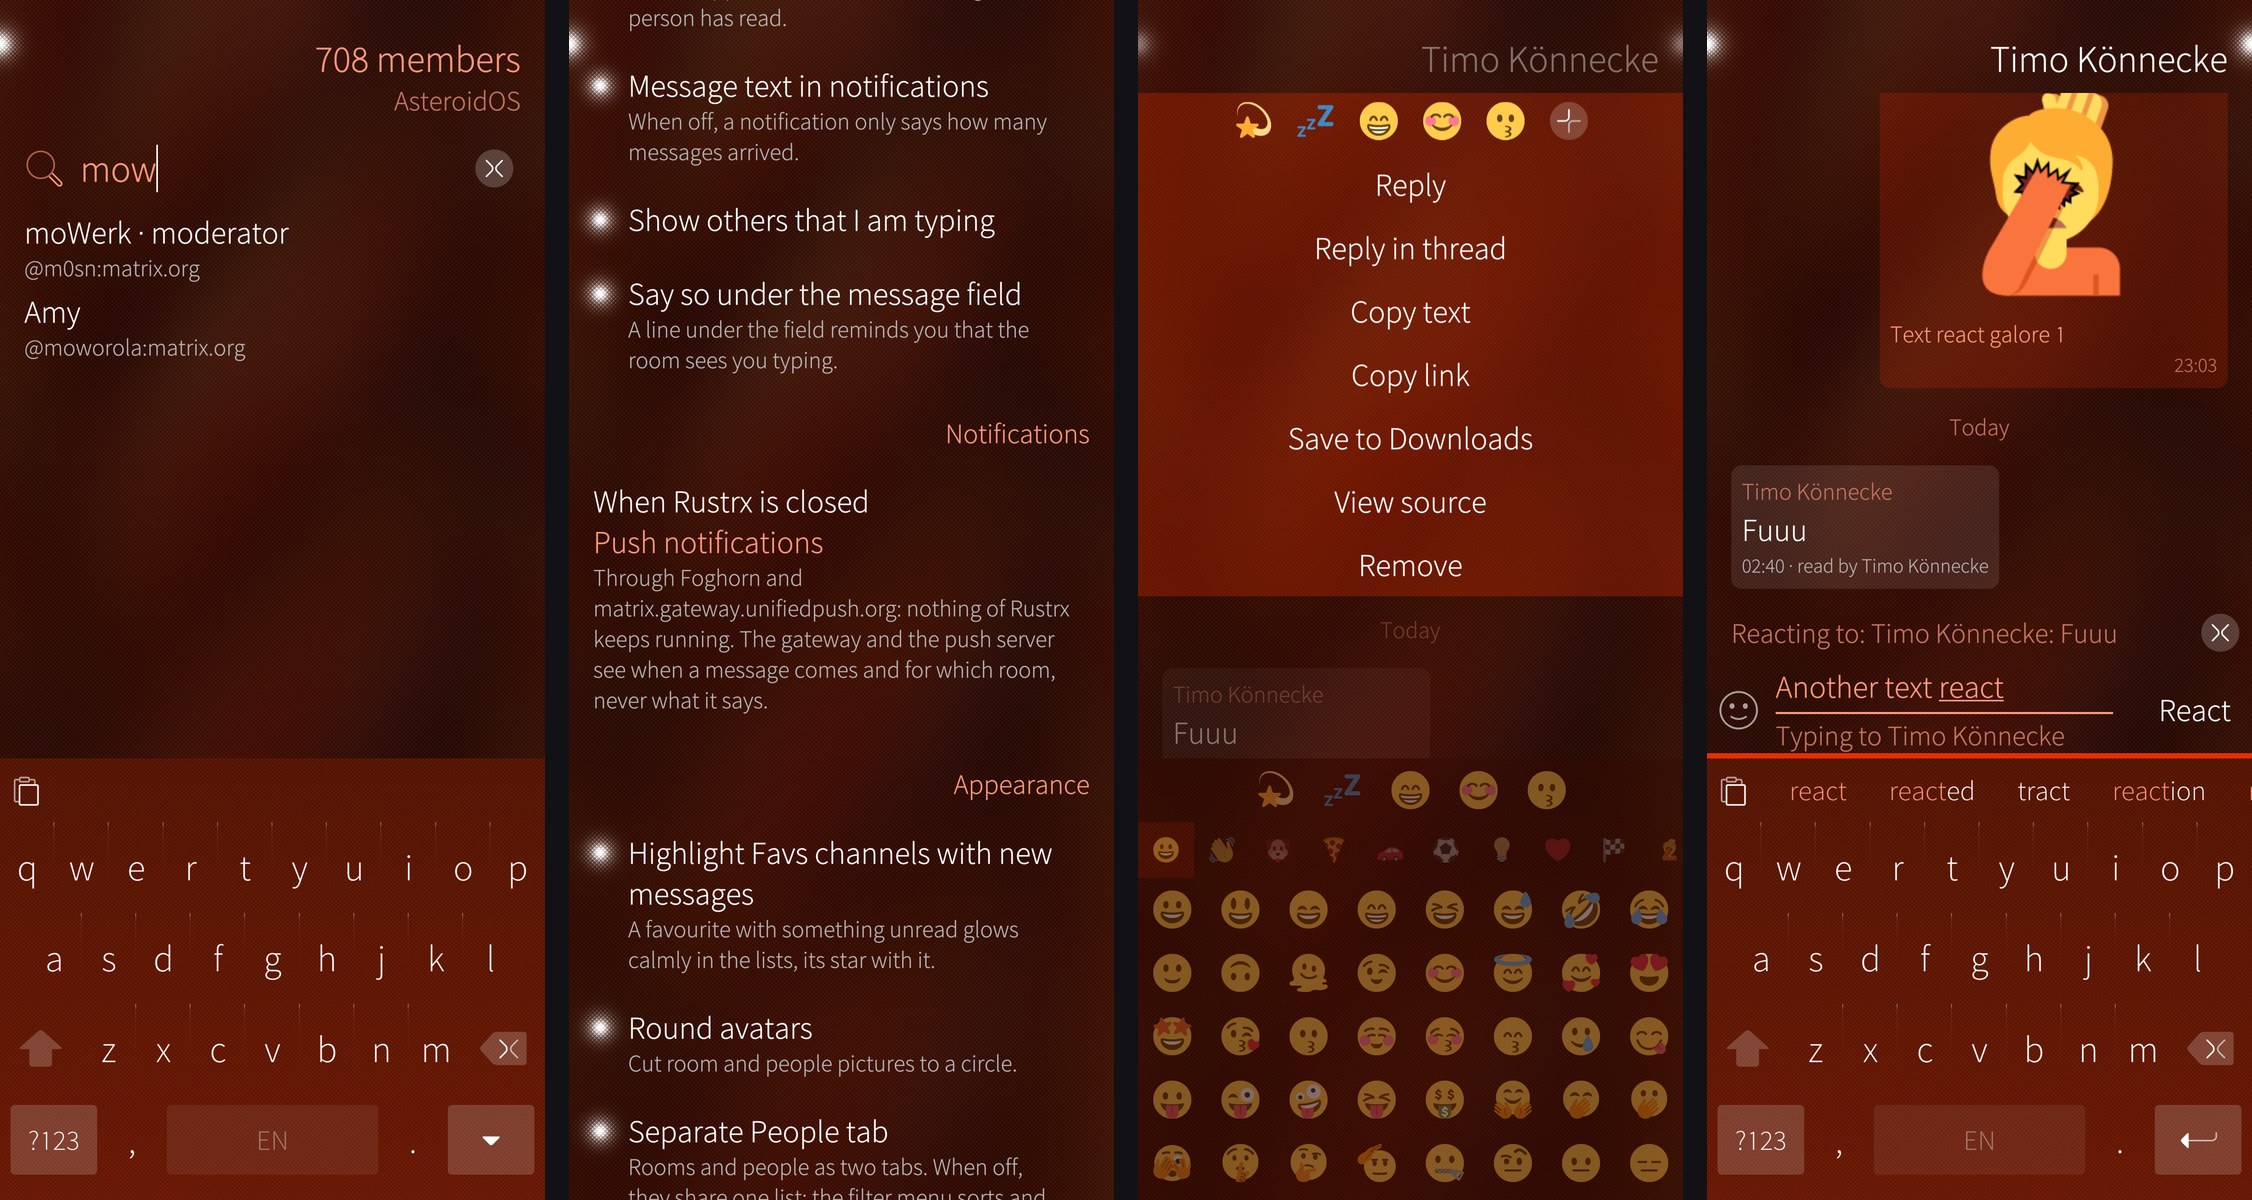 708 members
AsteroidOS
mow
moWerk · moderator
@m0sn:matrix.org
Amy
@moworola:matrix.org
q w e r t y u i o p
a s d f g h j k l
z x c v b n m
?123 , EN .
person has read.
Message text in notifications
When off, a notification only says how many
messages arrived.
Show others that I am typing
Say so under the message field
A line under the field reminds you that the
room sees you typing.
Notifications
When Rustrx is closed
Push notifications
Through Foghorn and
matrix.gateway.unifiedpush.org: nothing of Rustrx
keeps running. The gateway and the push server
see when a message comes and for which room,
never what it says.
Appearance
Highlight Favs channels with new
messages
A favourite with something unread glows
calmly in the lists, its star with it.
Round avatars
Cut room and people pictures to a circle.
Separate People tab
Rooms and people as two tabs. When off,
they share one list: the filter menu sorts and
Timo Könnecke
Reply
Reply in thread
Copy text
Copy link
Save to Downloads
View source
Remove
Today
Timo Könnecke
Fuuu
Timo Könnecke
Text react galore 1
23:03
Today
Timo Könnecke
Fuuu
02:40 · read by Timo Könnecke
Reacting to: Timo Könnecke: Fuuu
Another text react
React
Typing to Timo Könnecke
react reacted tract reaction
q w e r t y u i o p
a s d f g h j k l
z x c v b n m
?123 , EN .